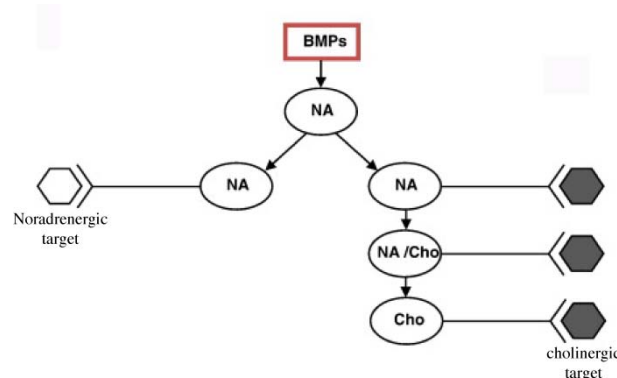 BMPs
NA
NA
NA
Noradrenergic
target
NA /Cho
Cho
cholinergic
target